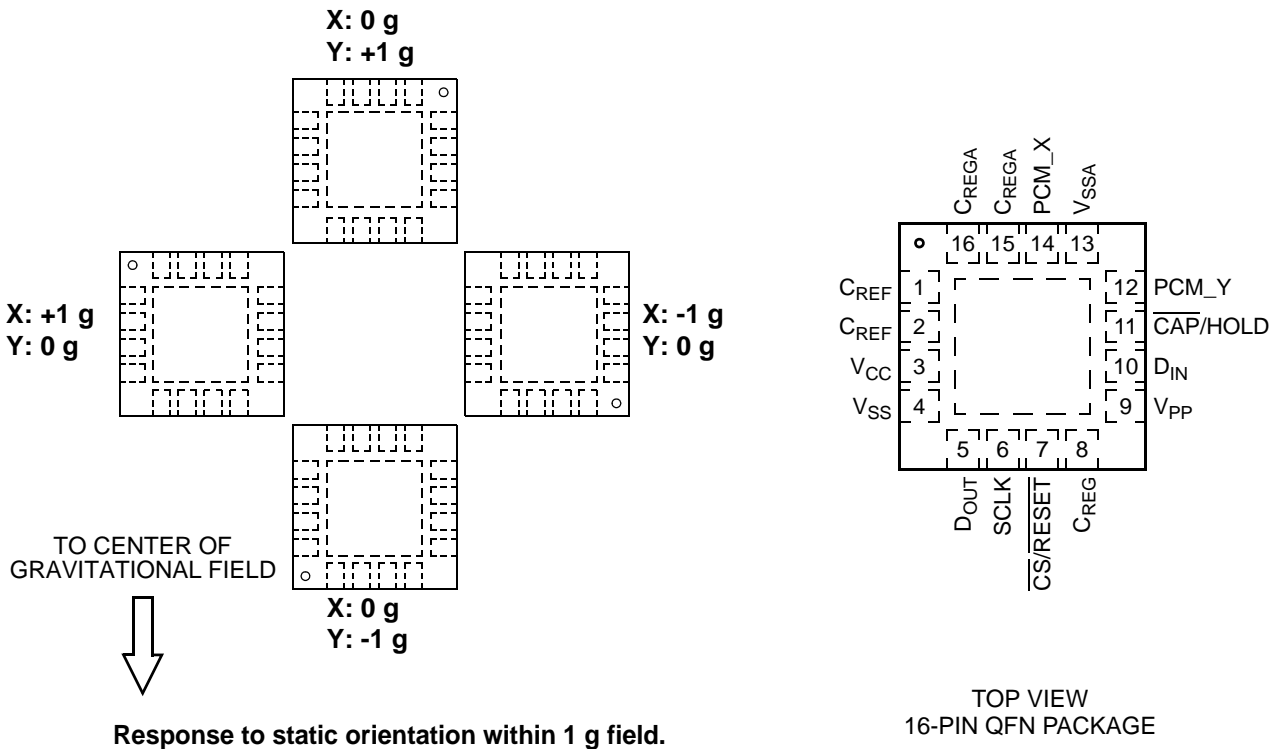 X: 0 g
Y: +1 g
X: +1 g
Y: 0 g
X: -1 g
Y: 0 g
X: 0 g
Y: -1 g
TO CENTER OF
GRAVITATIONAL FIELD
Response to static orientation within 1 g field.
CREGA
CREGA
PCM_X
VSSA
16 15 14 13
CREF 1
CREF 2
VCC 3
VSS 4
12 PCM_Y
11 CAP/HOLD
10 DIN
9 VPP
5 6 7 8
DOUT
SCLK
CS/RESET
CREG
TOP VIEW
16-PIN QFN PACKAGE